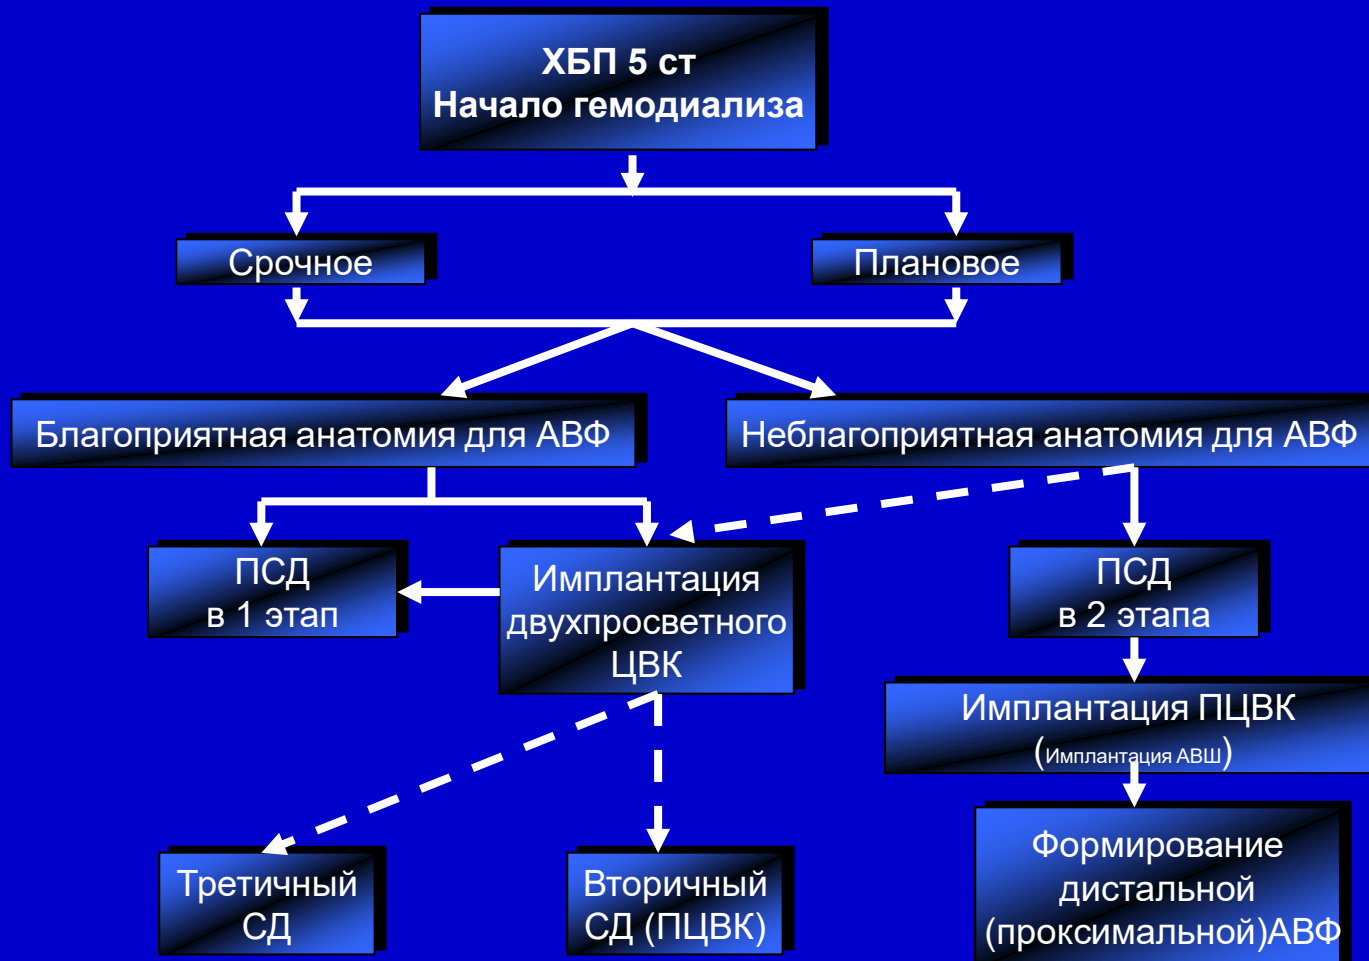 ХБП 5 ст
Начало гемодиализа
Срочное
Плановое
Благоприятная анатомия для АВФ
Неблагоприятная анатомия для АВФ
ПСД
в 1 этап
Имплантация
двухпросветного
ЦВК
ПСД
в 2 этапа
Имплантация ПЦВК
(Имплантация АВШ)
Третичный
СД
Вторичный
СД (ПЦВК)
Формирование
дистальной
(проксимальной)АВФ